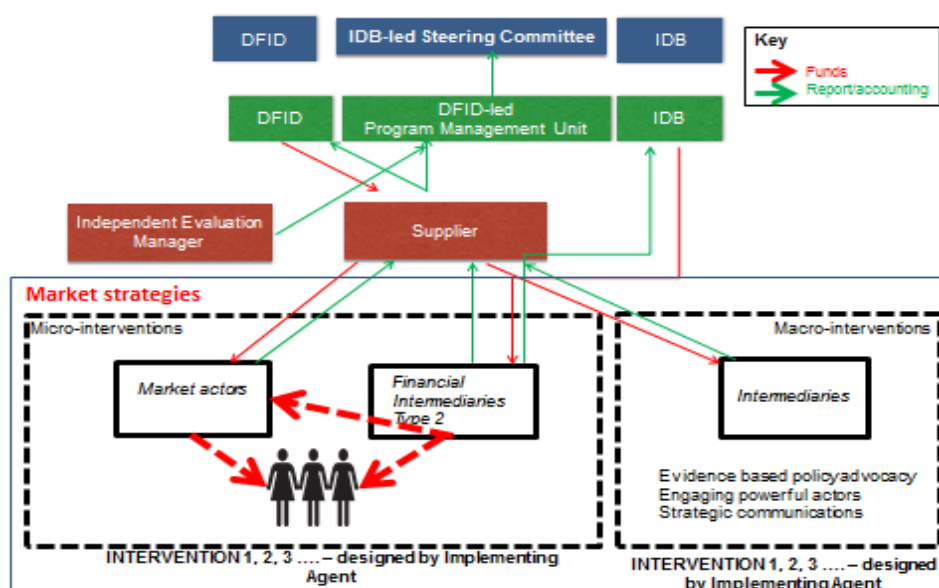 DFID
IDB-led Steering Committee
IDB
Key
Funds
Report/accounting
DFID
DFID-led
Program Management Unit
IDB
Independent Evaluation
Manager
Supplier
Market strategies
Micro-interventions
Macro-interventions
Market actors
Financial
Intermediaries
Type 2
Intermediaries
Evidence based policyadvocacy
Engaging powerful actors
Strategic communications
INTERVENTION 1, 2, 3 .... – designed by Implementing
Agent
INTERVENTION 1, 2, 3 .... – designed
by Implementing Agent